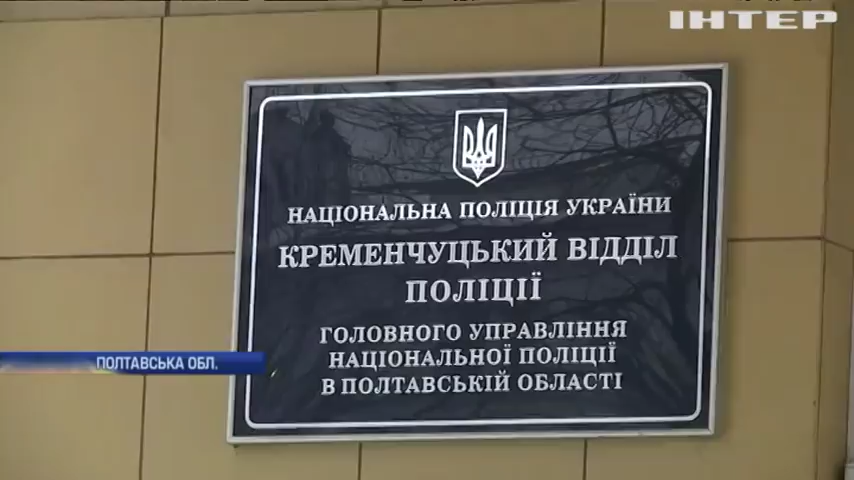 ІНТЕР
НАЦІОНАЛЬНА ПОЛІЦІЯ УКРАЇНИ
КРЕМЕНЧУЦЬКИЙ ВІДДІЛ
ПОЛІЦІЇ
ГОЛОВНОГО УПРАВЛІННЯ
НАЦІОНАЛЬНОЇ ПОЛІЦІЇ
В ПОЛТАВСЬКІЙ ОБЛАСТІ
ПОЛТАВСЬКА ОБЛ.